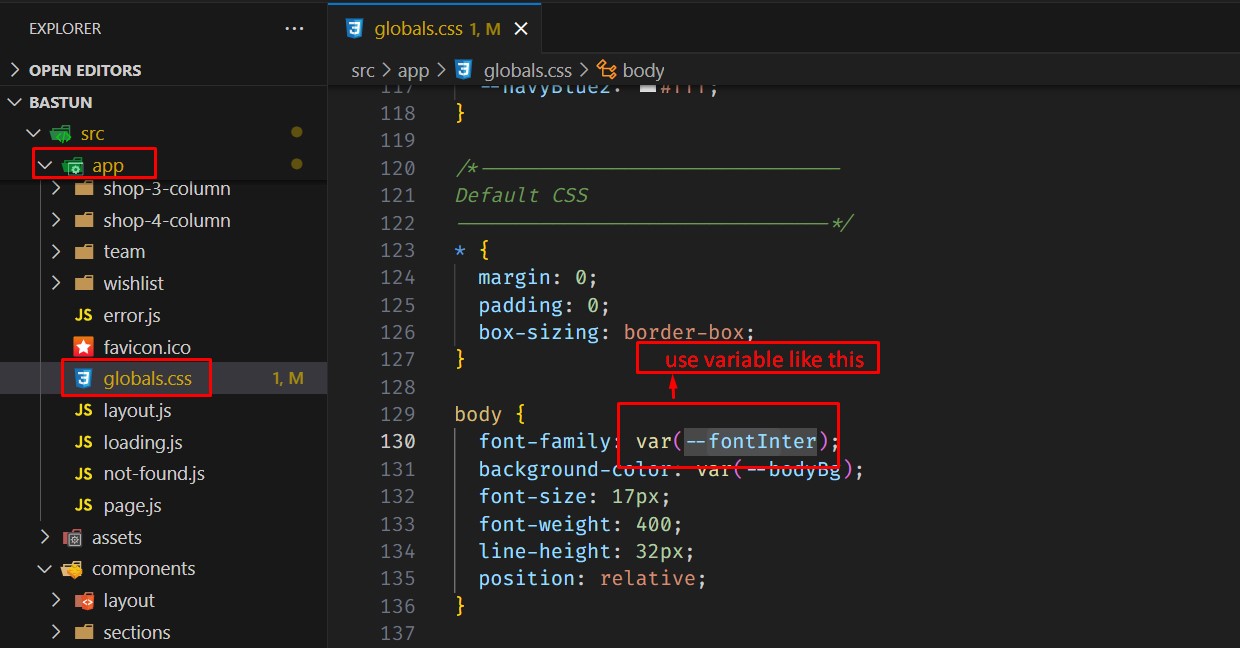 EXPLORER ...
OPEN EDITORS
BASTUN
src
app
shop-3-column
shop-4-column
team
wishlist
JS error.js
favicon.ico
globals.css 1, M
JS layout.js
JS loading.js
JS not-found.js
JS page.js
assets
components
layout
sections
globals.css 1, M
src > app > globals.css > body
117 --navyBlue2: #fff;
118 }
119
120 /*--------------------------------
121 Default CSS
122 --------------------------------*/
123 * {
124 margin: 0;
125 padding: 0;
126 box-sizing: border-box;
127 }
use variable like this
128
129 body {
130 font-family: var(--fontInter);
131 background-color: var(--bodyBg);
132 font-size: 17px;
133 font-weight: 400;
134 line-height: 32px;
135 position: relative;
136 }
137